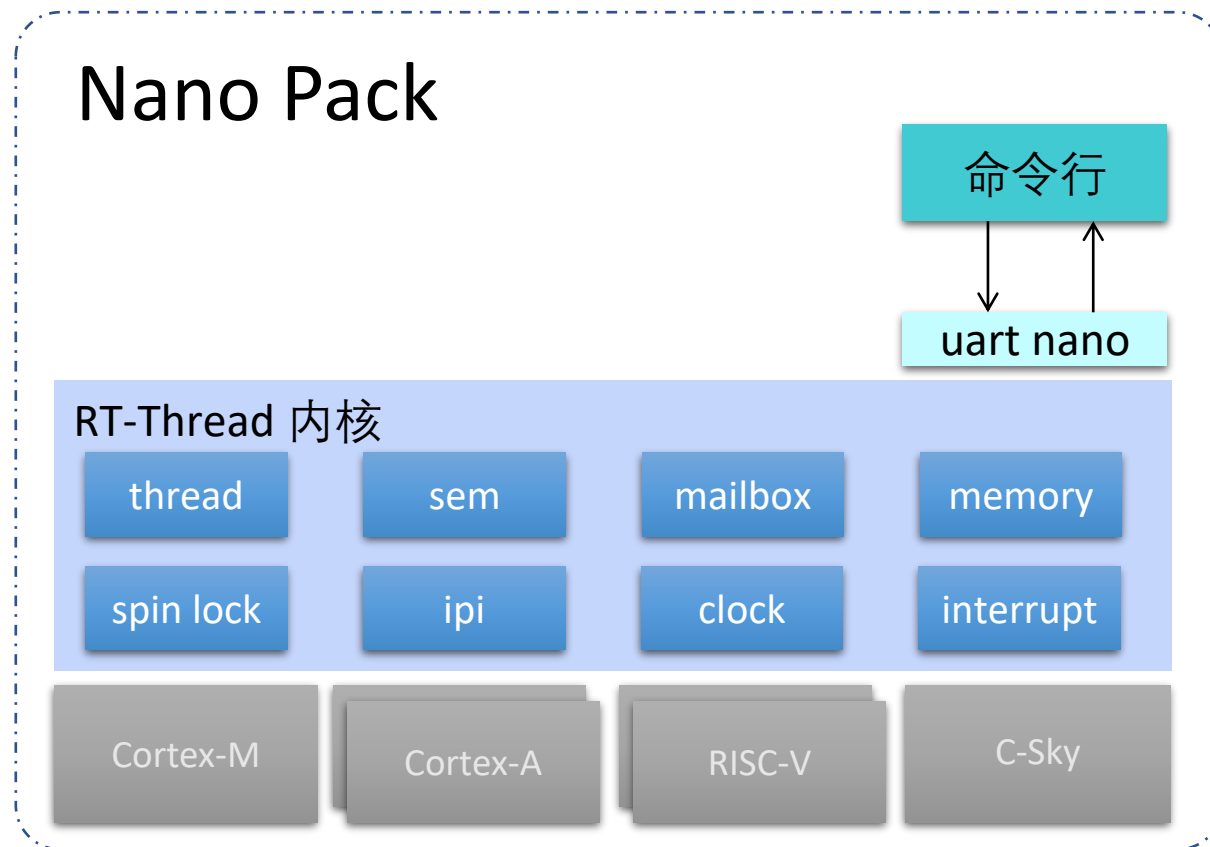 Nano Pack
命令行
uart nano
RT-Thread 内核
thread
sem
mailbox
memory
spin lock
ipi
clock
interrupt
Cortex-M
Cortex-A
RISC-V
C-Sky